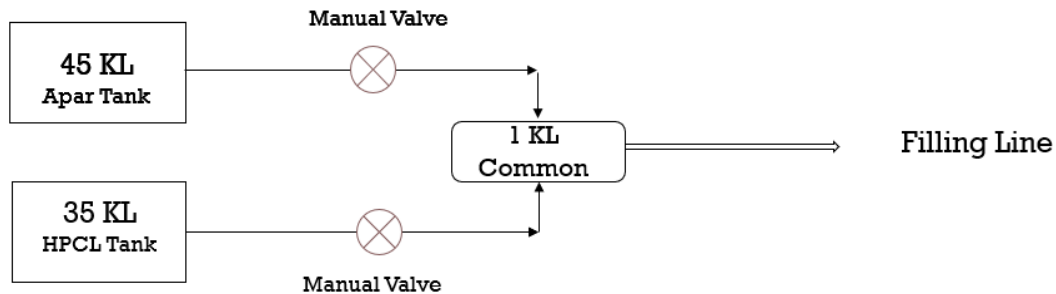 Manual Valve
45 KL
Apar Tank
1 KL
Common
Filling Line
35 KL
HPCL Tank
Manual Valve